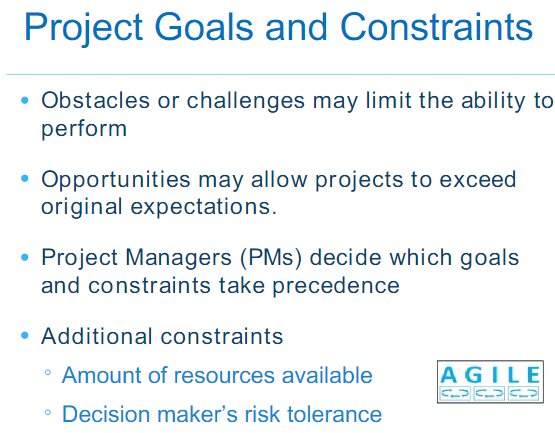 Project Goals and Constraints
• Obstacles or challenges may limit the ability to
perform
• Opportunities may allow projects to exceed
original expectations.
• Project Managers (PMs) decide which goals
and constraints take precedence
• Additional constraints
◦ Amount of resources available
◦ Decision maker’s risk tolerance
AGILE